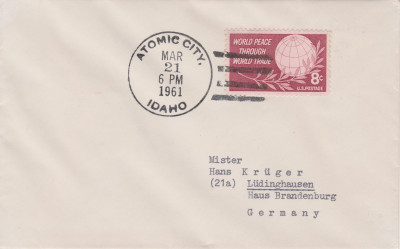 ATOMIC CITY,
MAR
21
6 PM
1961
IDAHO
WORLD PEACE
THROUGH
WORLD TRADE
8¢
U.S. POSTAGE
Mister
Hans Krüger
(21a) Lüdinghausen
Haus Brandenburg
Germany